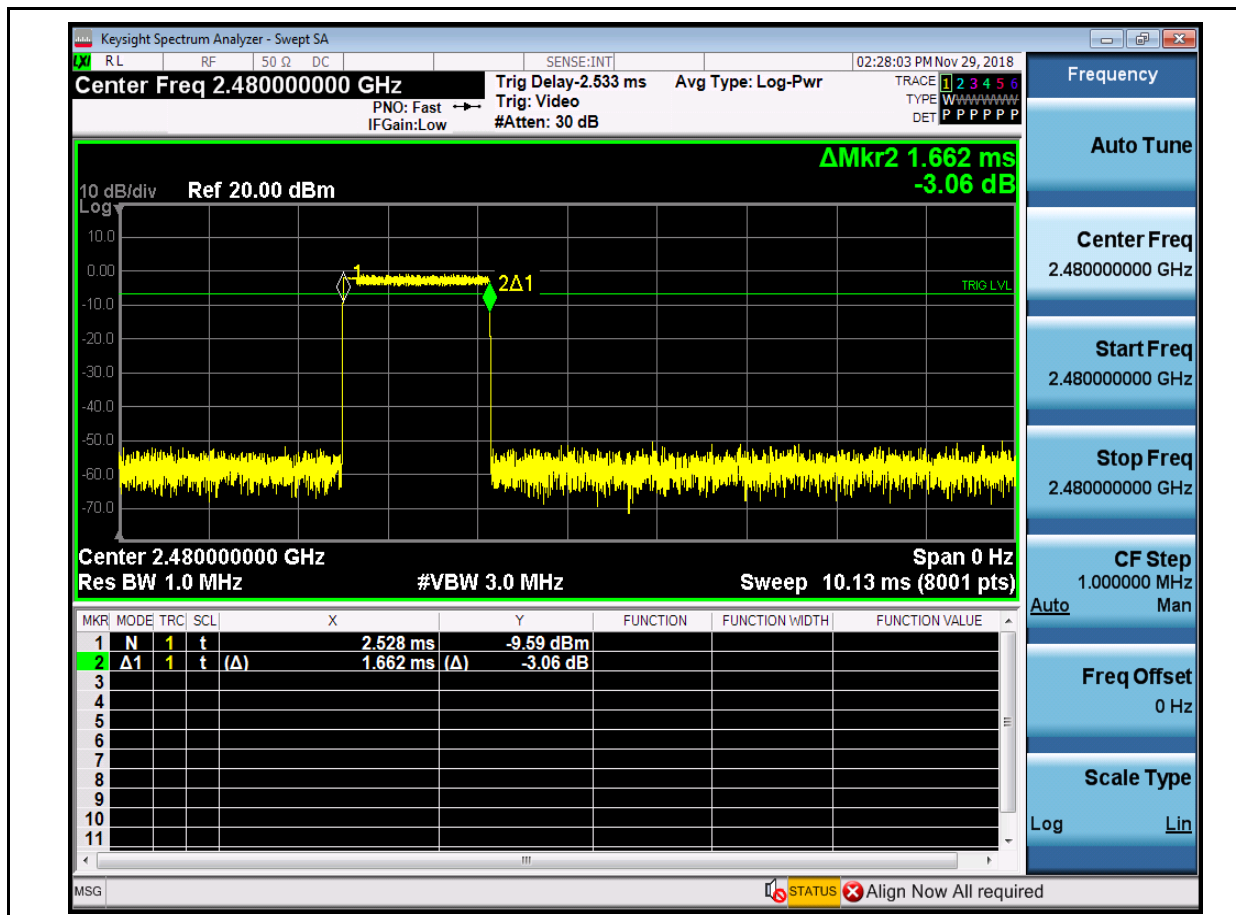 Keysight Spectrum Analyzer - Swept SA
LXI RL RF 50 Ω DC SENSE:INT 02:28:03 PM Nov 29, 2018
Center Freq 2.480000000 GHz
PNO: Fast
IFGain:Low
Trig Delay-2.533 ms
Trig: Video
#Atten: 30 dB
Avg Type: Log-Pwr
TRACE 1 2 3 4 5 6
TYPE WWWWWW
DET P P P P P P
ΔMkr2 1.662 ms
-3.06 dB
10 dB/div Ref 20.00 dBm
Log
10.0
0.00
-10.0
-20.0
-30.0
-40.0
-50.0
-60.0
-70.0
1
2Δ1
TRIG LVL
Center 2.480000000 GHz Span 0 Hz
Res BW 1.0 MHz #VBW 3.0 MHz Sweep 10.13 ms (8001 pts)
MKR MODE TRC SCL X Y FUNCTION FUNCTION WIDTH FUNCTION VALUE
1 N 1 t 2.528 ms -9.59 dBm
2 Δ1 1 t (Δ) 1.662 ms (Δ) -3.06 dB
3
4
5
6
7
8
9
10
11
MSG STATUS Align Now All required
Frequency
Auto Tune
Center Freq
2.480000000 GHz
Start Freq
2.480000000 GHz
Stop Freq
2.480000000 GHz
CF Step
1.000000 MHz
Auto Man
Freq Offset
0 Hz
Scale Type
Log Lin